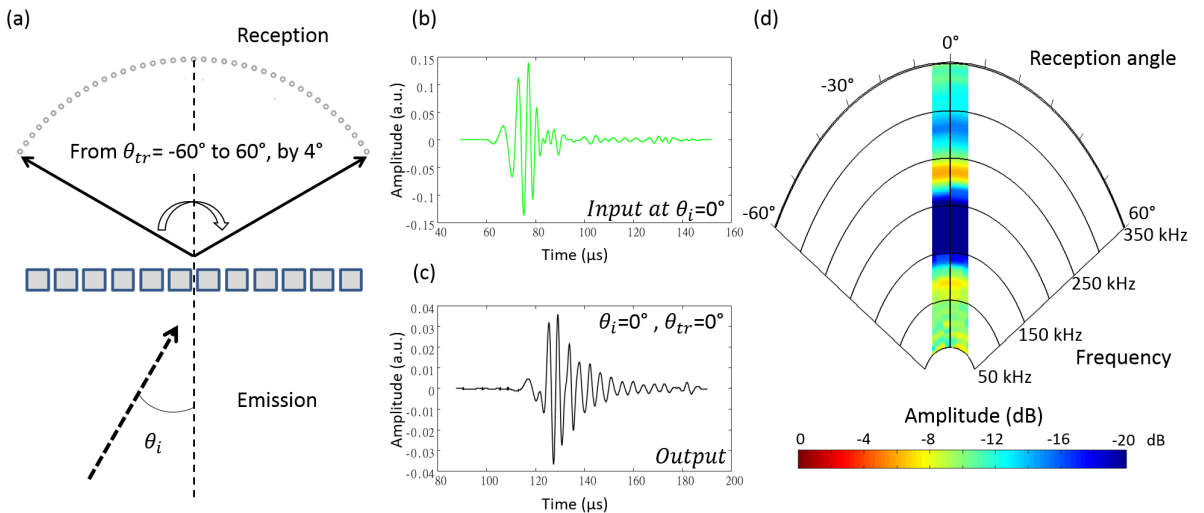 (a)
Reception
From θtr= -60° to 60°, by 4°
θi
Emission
(b)
Amplitude (a.u.)
0.15
0.10
0.05
0
-0.05
-0.1
-0.15
40 60 80 100 120 140 160
Input at θi=0°
Time (µs)
(c)
Amplitude (a.u.)
0.04
0.03
0.02
0.01
0
-0.01
-0.02
-0.03
-0.04
80 100 120 140 160 180 200
θi=0° , θtr=0°
Output
Time (µs)
(d)
0°
Reception angle
-30°
-60°
60°
350 kHz
250 kHz
150 kHz
50 kHz
Frequency
Amplitude (dB)
0 -4 -8 -12 -16 -20 dB